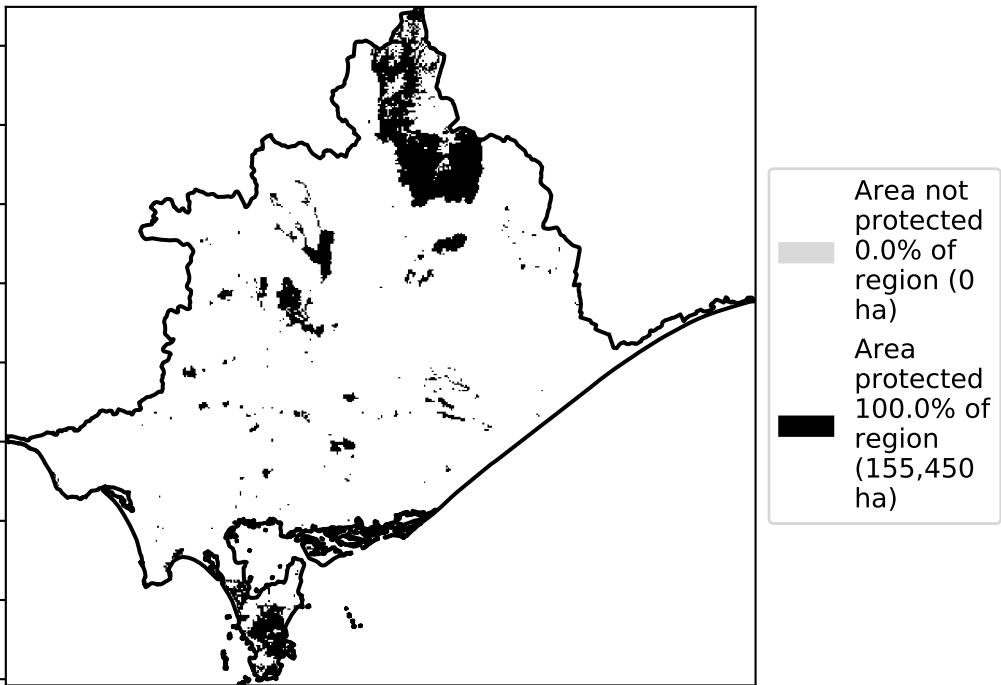 Area not
protected
0.0% of
region (0
ha)
Area
protected
100.0% of
region
(155,450
ha)